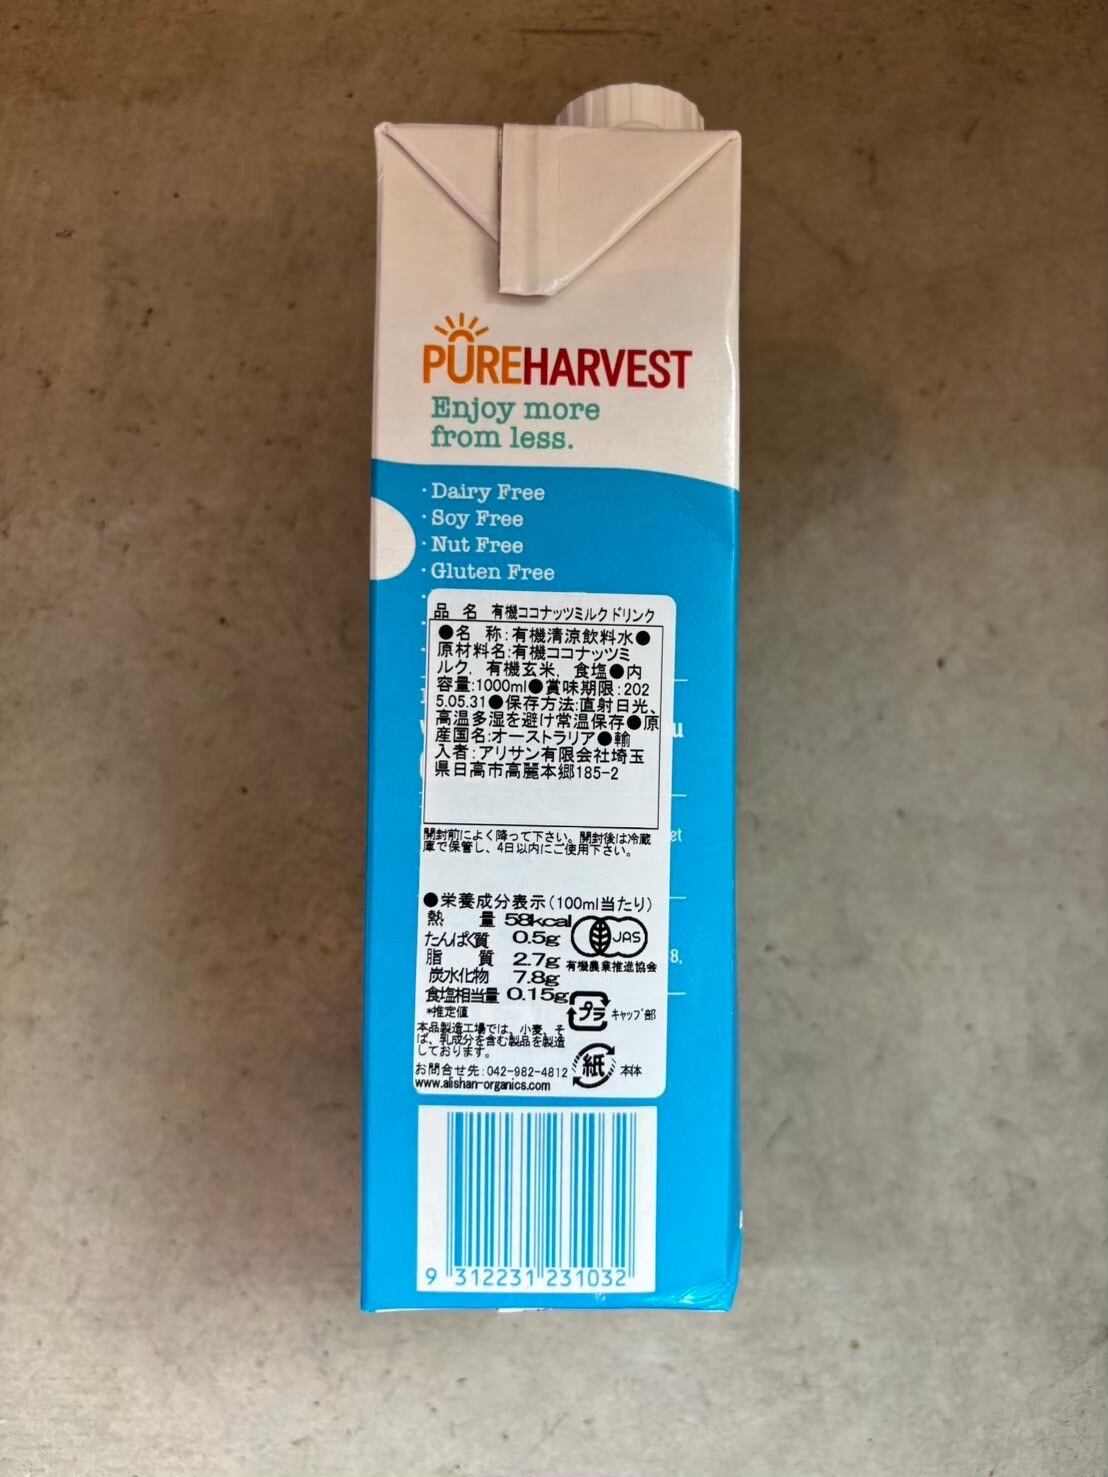 PUREHARVEST
Enjoy more
from less.
· Dairy Free
· Soy Free
· Nut Free
· Gluten Free
品 名 有機ココナッツミルクドリンク
●名 称:有機清涼飲料水●
原材料名:有機ココナッツミ
ルク, 有機玄米, 食塩●内
容量:1000ml●賞味期限:202
5.05.31●保存方法:直射日光、
高温多湿を避け常温保存●原
産国名:オーストラリア●輸
入者:アリサン有限会社埼玉
県日高市高麗本郷185-2
開封前によく降って下さい。開封後は冷蔵
庫で保管し、4日以内にご使用下さい。
●栄養成分表示(100ml当たり)
熱 量 58kcal
たんぱく質 0.5g
脂 質 2.7g
炭水化物 7.8g
食塩相当量 0.15g
*推定値
JAS
有機農業推進協会
プラ キャップ部
本品製造工場では、小麦、そ
ば、乳成分を含む製品を製造
しております。
紙 本体
お問合せ先:042-982-4812
www.alishan-organics.com
9 312231 231032